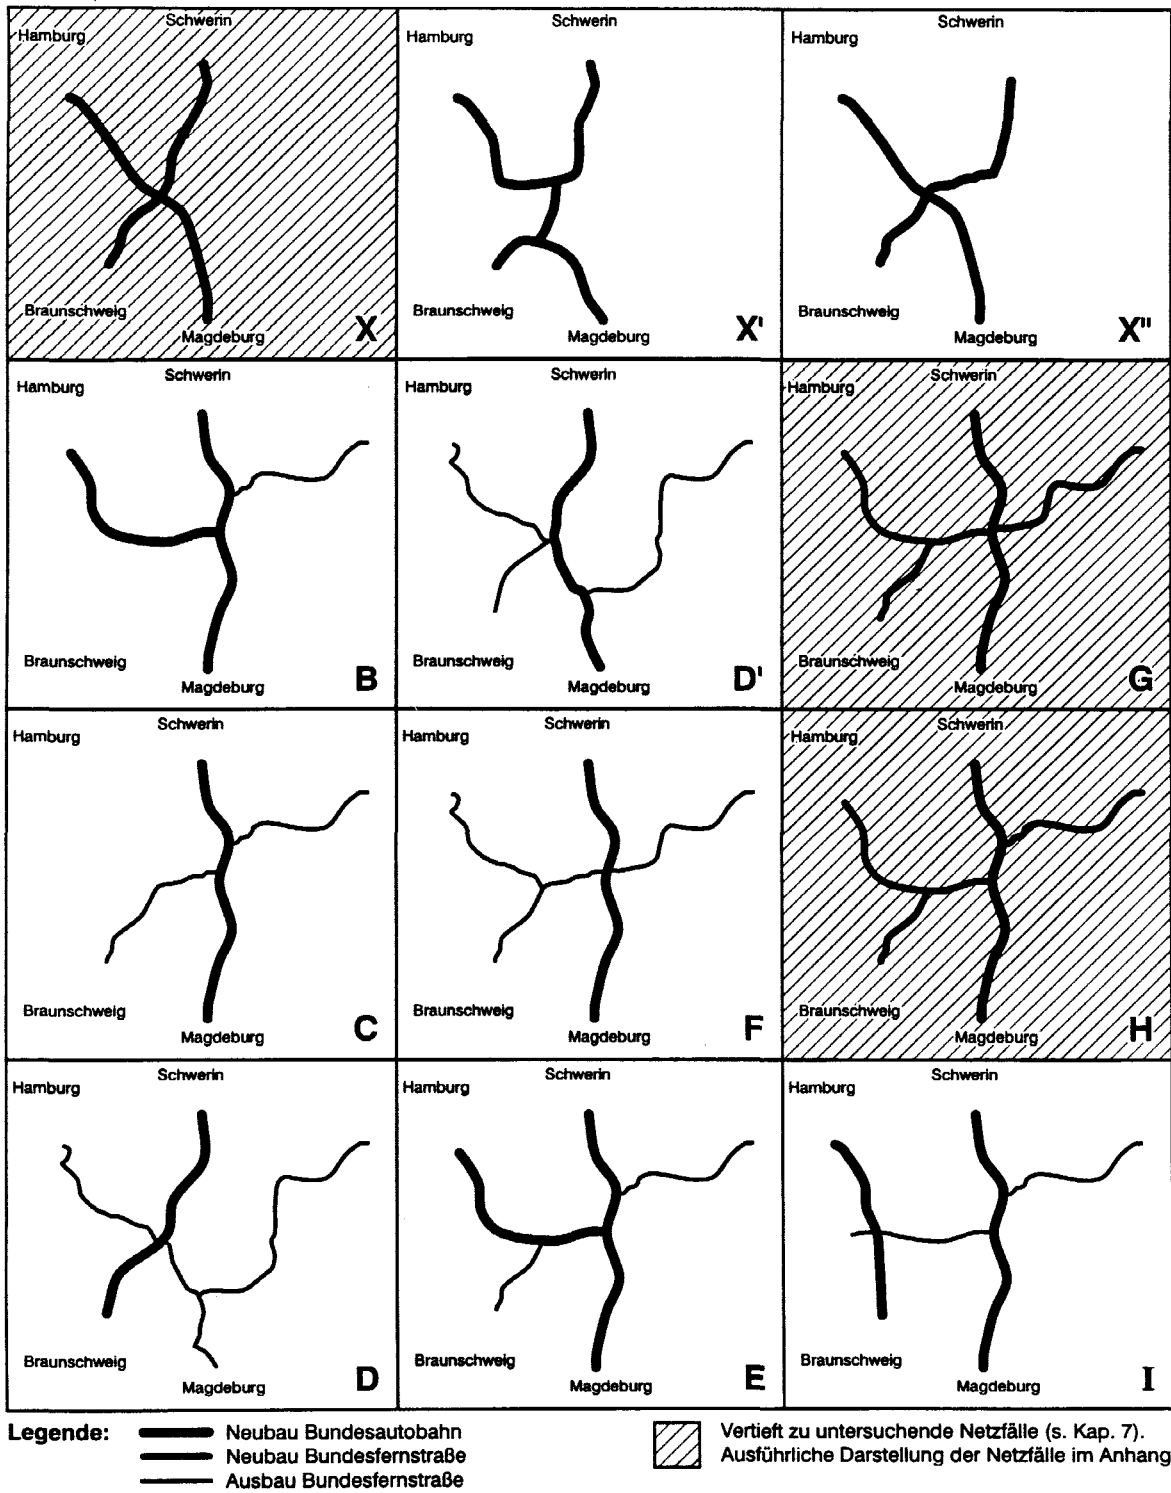 Hamburg
Schwerin
Braunschweig
Magdeburg
X
Hamburg
Schwerin
Braunschweig
Magdeburg
X'
Hamburg
Schwerin
Braunschweig
Magdeburg
X"
Hamburg
Schwerin
Braunschweig
Magdeburg
B
Hamburg
Schwerin
Braunschweig
Magdeburg
D'
Hamburg
Schwerin
Braunschweig
Magdeburg
G
Hamburg
Schwerin
Braunschweig
Magdeburg
C
Hamburg
Schwerin
Braunschweig
Magdeburg
F
Hamburg
Schwerin
Braunschweig
Magdeburg
H
Hamburg
Schwerin
Braunschweig
Magdeburg
D
Hamburg
Schwerin
Braunschweig
Magdeburg
E
Hamburg
Schwerin
Braunschweig
Magdeburg
I
Legende:
Neubau Bundesautobahn
Neubau Bundesfernstraße
Ausbau Bundesfernstraße
Vertieft zu untersuchende Netzfälle (s. Kap. 7).
Ausführliche Darstellung der Netzfälle im Anhang